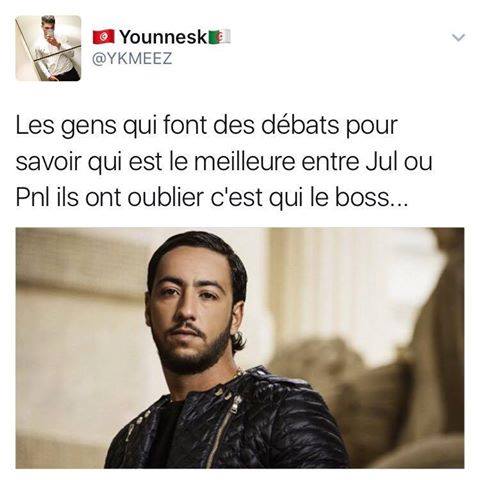 Younnesk
@YKMEEZ
Les gens qui font des débats pour
savoir qui est le meilleure entre Jul ou
Pnl ils ont oublier c'est qui le boss...